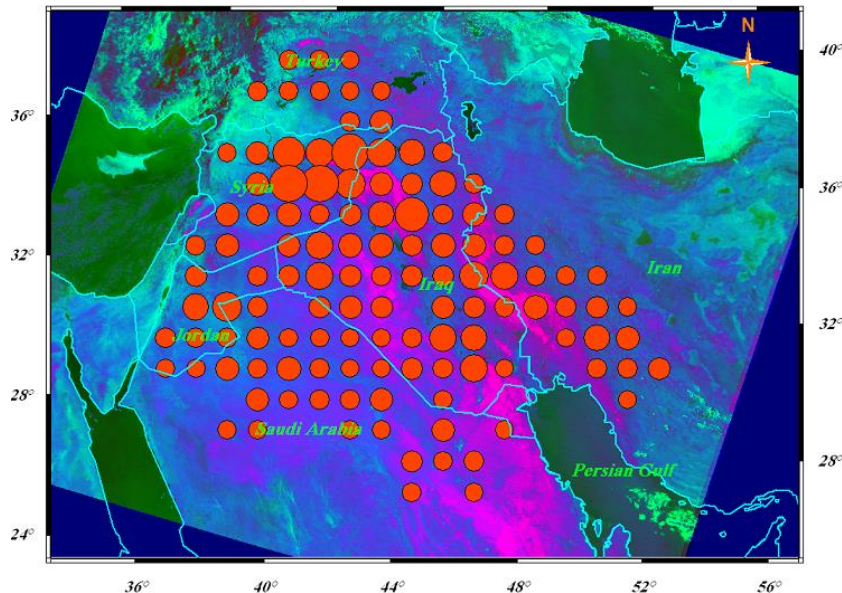 N
40°
Turkey
36°
36°
Syria
32°
Iran
Iraq
32°
Jordan
28°
Saudi Arabia
28°
Persian Gulf
24°
36°
40°
44°
48°
52°
56°